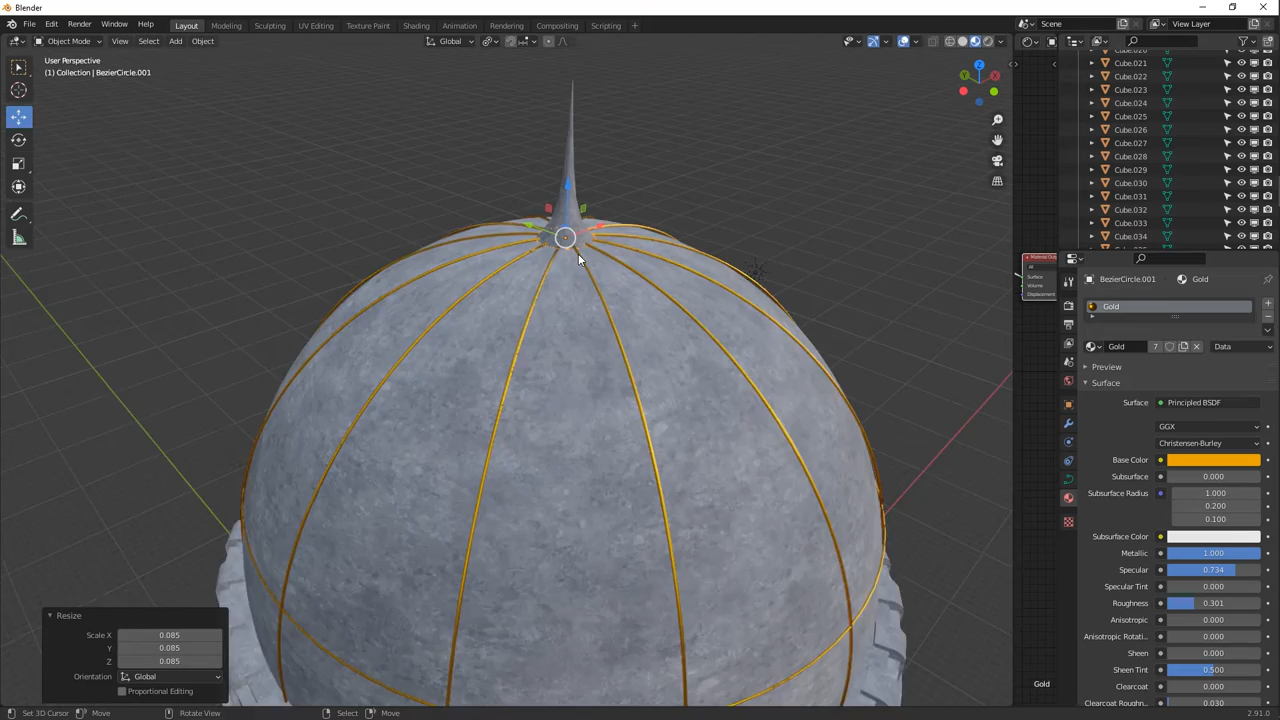 Blender
File Edit Render Window Help Layout Modeling Sculpting UV Editing Texture Paint Shading Animation Rendering Compositing Scripting + Scene View Layer
Object Mode View Select Add Object Global
User Perspective
(1) Collection | BezierCircle.001
Z
Y
X
Cube.021
Cube.022
Cube.023
Cube.024
Cube.025
Cube.026
Cube.027
Cube.028
Cube.029
Cube.030
Cube.031
Cube.032
Cube.033
Cube.034
Material Out
All
Surface
Volume
Displacement
BezierCircle.001 > Gold
Gold
Gold 7 Data
Preview
Surface
Surface Principled BSDF
GGX
Christensen-Burley
Base Color
Subsurface 0.000
Subsurface Radius 1.000
0.200
0.100
Subsurface Color
Metallic 1.000
Specular 0.734
Specular Tint 0.000
Roughness 0.301
Anisotropic 0.000
Anisotropic Rotati... 0.000
Sheen 0.000
Sheen Tint 0.500
Clearcoat 0.000
Clearcoat Roughn... 0.030
Gold
Resize
Scale X 0.085
Y 0.085
Z 0.085
Orientation Global
Proportional Editing
Set 3D Cursor Move Rotate View Select Move 2.91.0